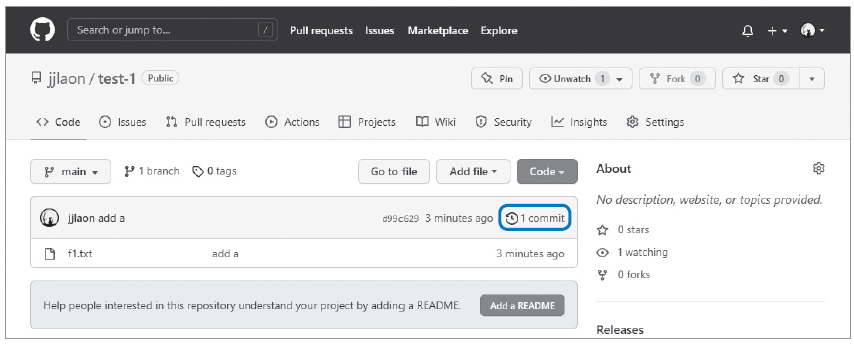 Search or jump to... / Pull requests Issues Marketplace Explore
jjlaon / test-1 Public Pin Unwatch 1 Fork 0 Star 0
<> Code Issues Pull requests Actions Projects Wiki Security Insights Settings
main 1 branch 0 tags Go to file Add file Code
About
No description, website, or topics provided.
jjlaon add a d99c629 3 minutes ago 1 commit
0 stars
f1.txt add a 3 minutes ago
1 watching
0 forks
Help people interested in this repository understand your project by adding a README. Add a README
Releases